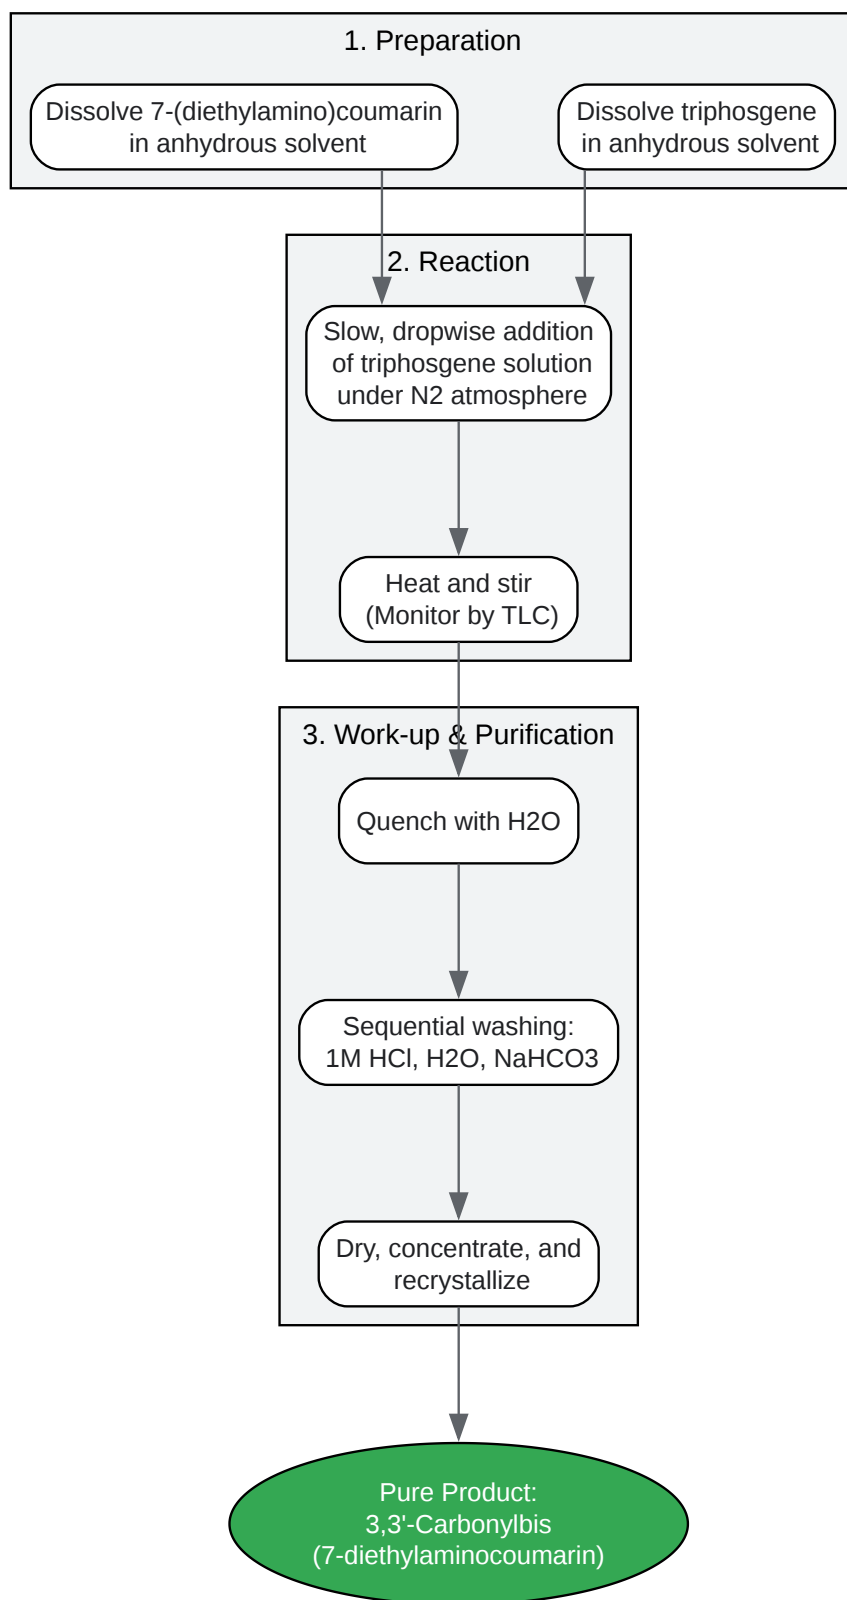 1. Preparation
Dissolve 7-(diethylamino)coumarin
in anhydrous solvent
Dissolve triphosgene
in anhydrous solvent
2. Reaction
Slow, dropwise addition
of triphosgene solution
under N2 atmosphere
Heat and stir
(Monitor by TLC)
3. Work-up & Purification
Quench with H2O
Sequential washing:
1M HCl, H2O, NaHCO3
Dry, concentrate, and
recrystallize
Pure Product:
3,3'-Carbonylbis
(7-diethylaminocoumarin)